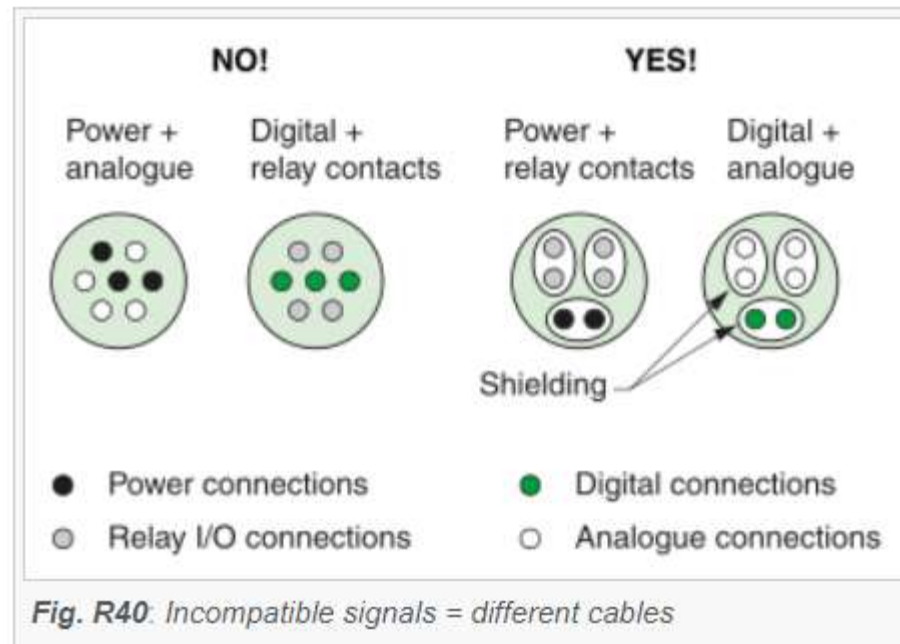 NO!
YES!
Power +
analogue
Digital +
relay contacts
Power +
relay contacts
Digital +
analogue
Shielding
Power connections
Digital connections
Relay I/O connections
Analogue connections
Fig. R40: Incompatible signals = different cables